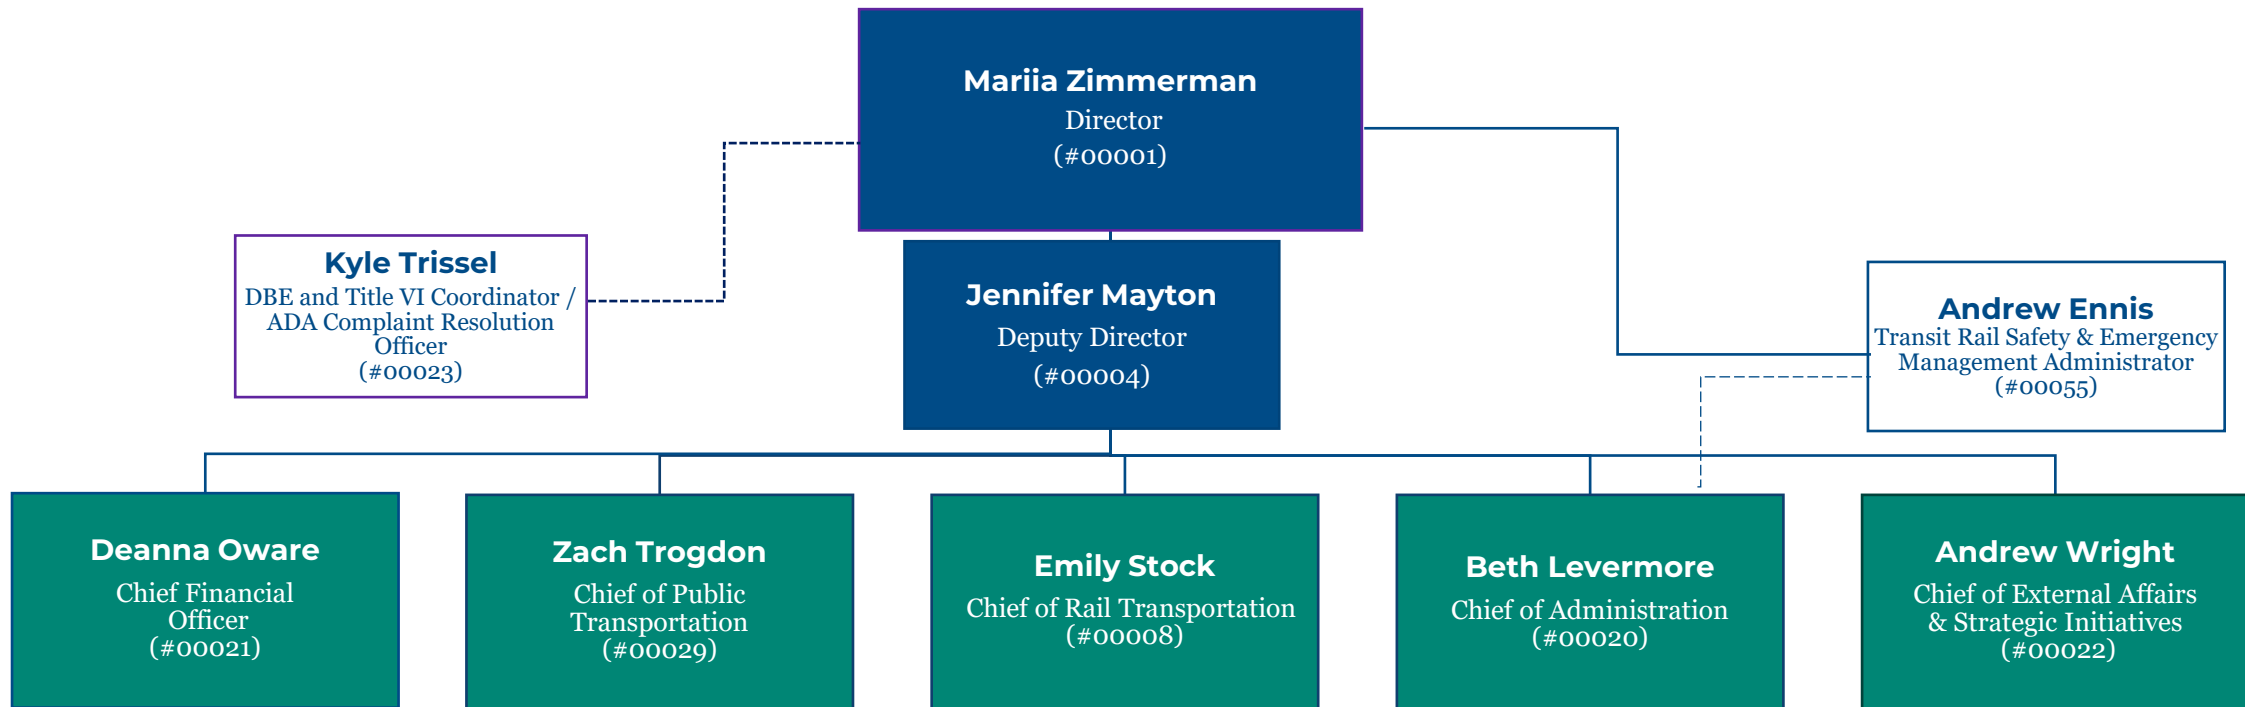 Mariia Zimmerman
Director
(#00001)
Kyle Trissel
DBE and Title VI Coordinator /
ADA Complaint Resolution
Officer
(#00023)
Jennifer Mayton
Deputy Director
(#00004)
Andrew Ennis
Transit Rail Safety & Emergency
Management Administrator
(#00055)
Deanna Oware
Chief Financial
Officer
(#00021)
Zach Trogdon
Chief of Public
Transportation
(#00029)
Emily Stock
Chief of Rail Transportation
(#00008)
Beth Levermore
Chief of Administration
(#00020)
Andrew Wright
Chief of External Affairs
& Strategic Initiatives
(#00022)